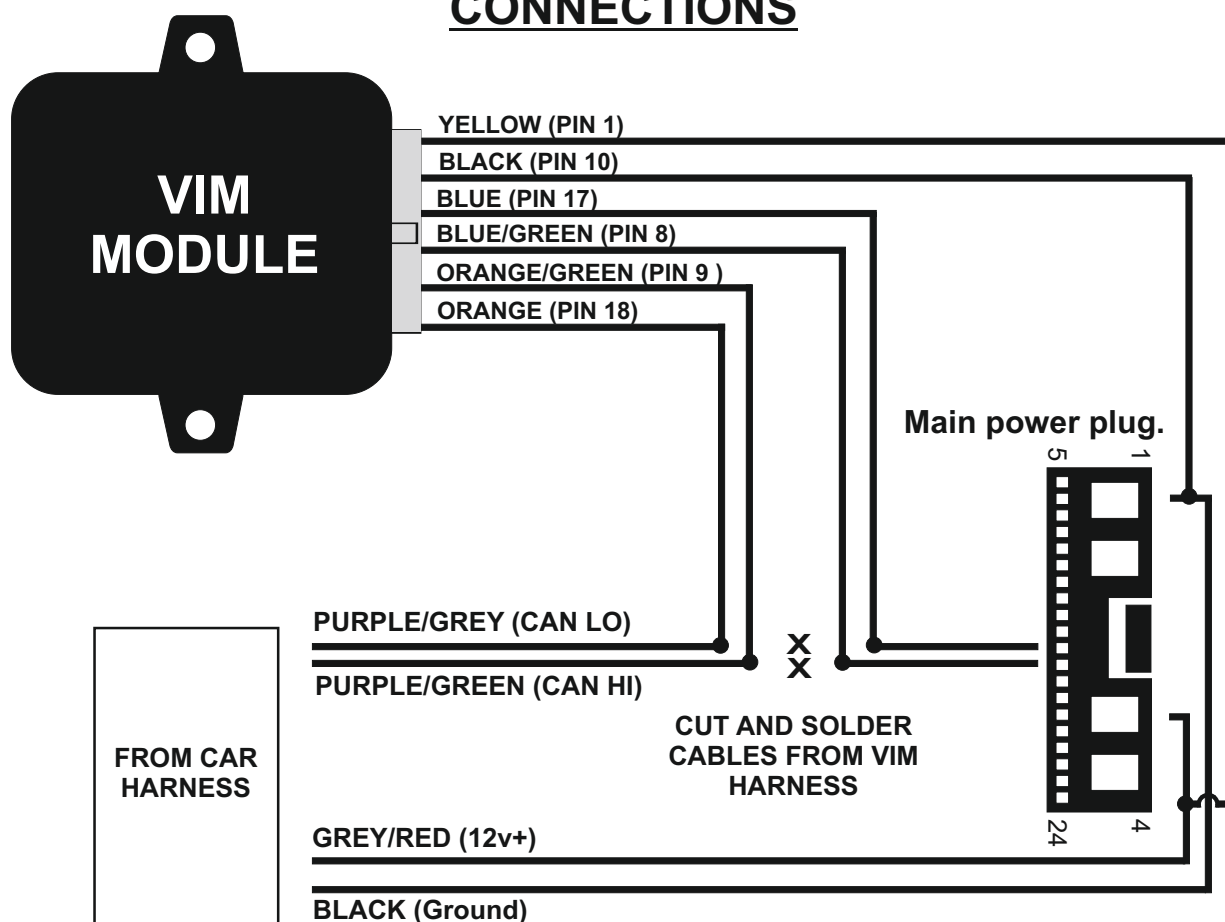 CONNECTIONS
YELLOW (PIN 1)
BLACK (PIN 10)
BLUE (PIN 17)
BLUE/GREEN (PIN 8)
ORANGE/GREEN (PIN 9 )
ORANGE (PIN 18)
VIM
MODULE
Main power plug.
5 1
PURPLE/GREY (CAN LO)
X
X
PURPLE/GREEN (CAN HI)
CUT AND SOLDER
CABLES FROM VIM
HARNESS
FROM CAR
HARNESS
24 4
GREY/RED (12v+)
BLACK (Ground)